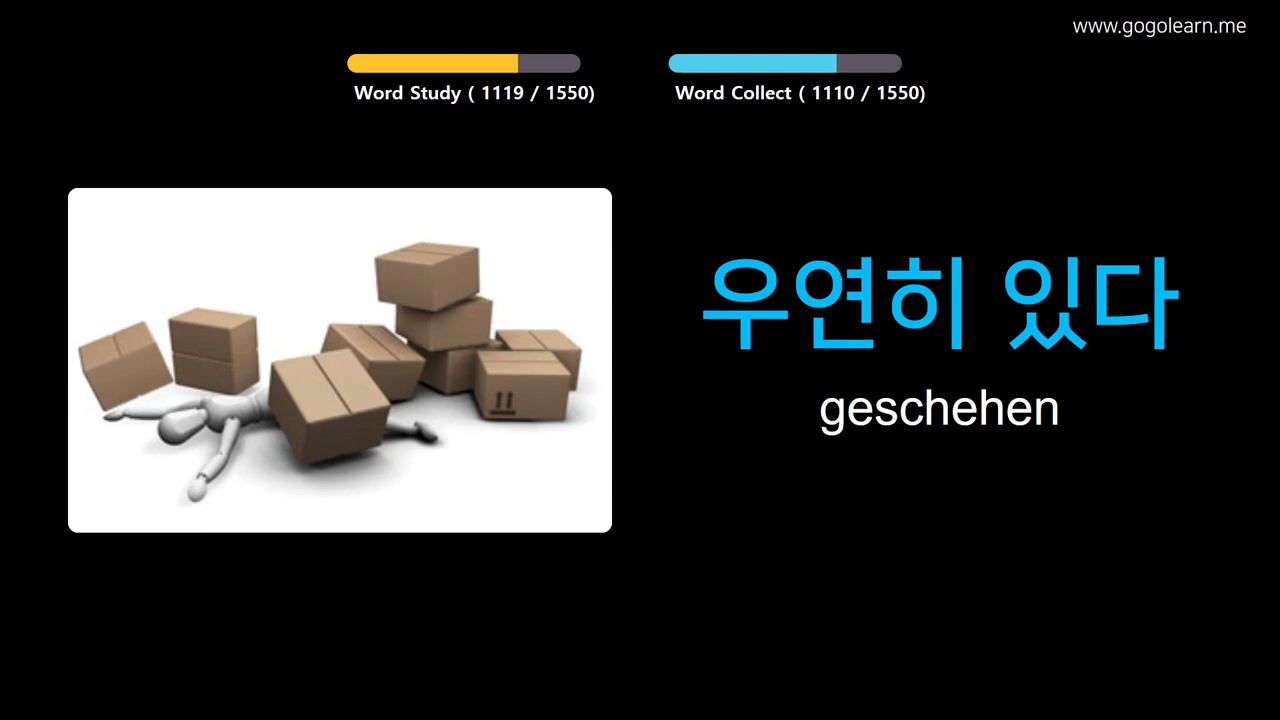 www.gogolearn.me
Word Study ( 1119 / 1550)
Word Collect ( 1110 / 1550)
우연히 있다
geschehen